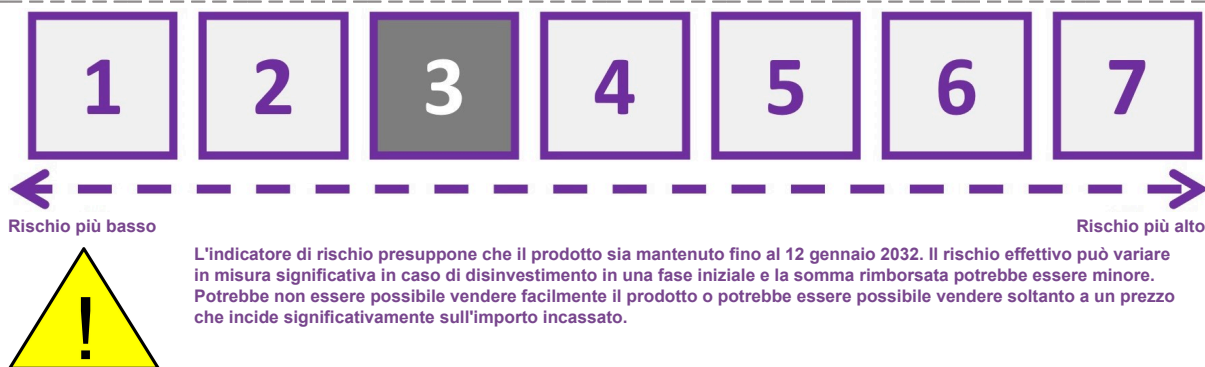 1 2 3 4 5 6 7
Rischio più basso Rischio più alto
L'indicatore di rischio presuppone che il prodotto sia mantenuto fino al 12 gennaio 2032. Il rischio effettivo può variare
in misura significativa in caso di disinvestimento in una fase iniziale e la somma rimborsata potrebbe essere minore.
Potrebbe non essere possibile vendere facilmente il prodotto o potrebbe essere possibile vendere soltanto a un prezzo
che incide significativamente sull'importo incassato.
!